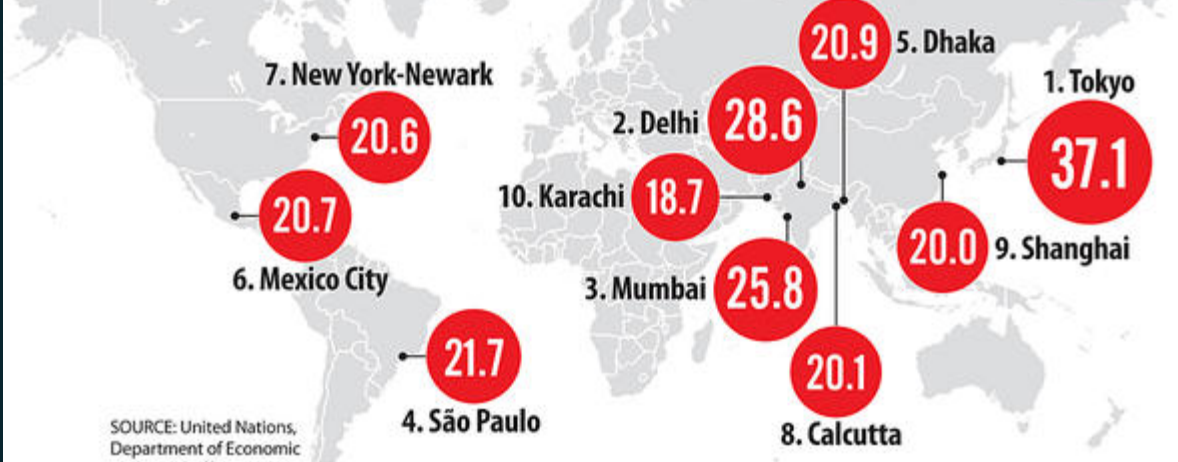 20.9
5. Dhaka
7. New York-Newark
20.6
1. Tokyo
37.1
2. Delhi
28.6
10. Karachi
18.7
20.7
6. Mexico City
20.0
9. Shanghai
3. Mumbai
25.8
21.7
4. São Paulo
20.1
8. Calcutta
SOURCE: United Nations,
Department of Economic